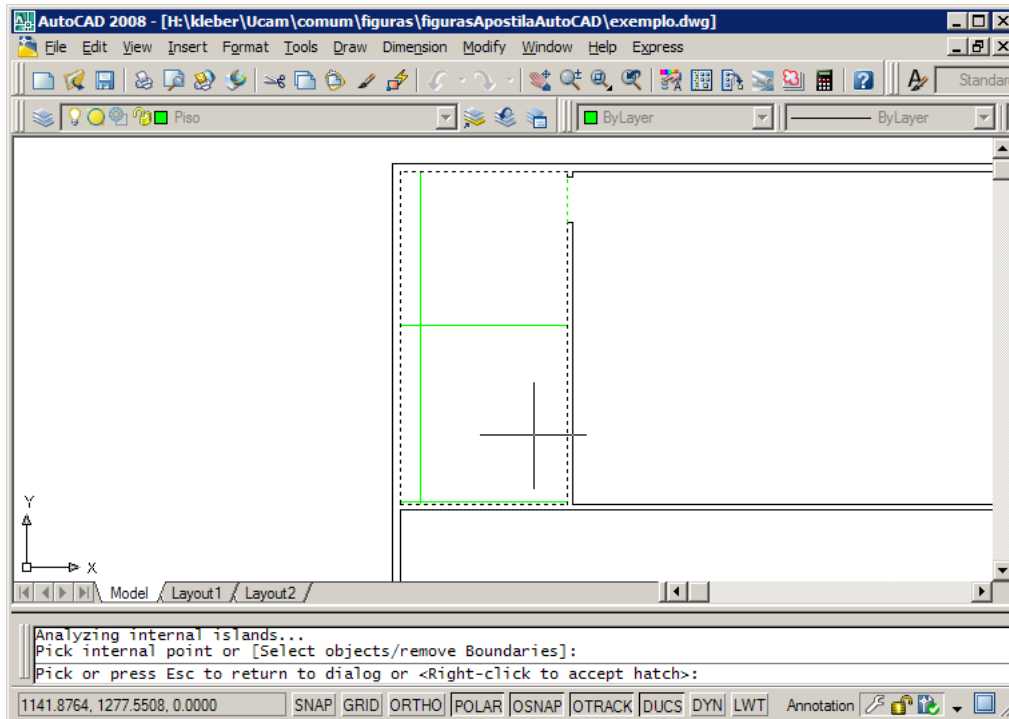 AutoCAD 2008 - [H:\kleber\Ucam\comum\figuras\figurasApostilaAutoCAD\exemplo.dwg]
File Edit View Insert Format Tools Draw Dimension Modify Window Help Express
Standar
Piso ByLayer ByLayer
Y
X
Model Layout1 Layout2
Analyzing internal islands...
Pick internal point or [Select objects/remove Boundaries]:
Pick or press Esc to return to dialog or <Right-click to accept hatch>:
1141.8764, 1277.5508, 0.0000 SNAP GRID ORTHO POLAR OSNAP OTRACK DUCS DYN LWT Annotation